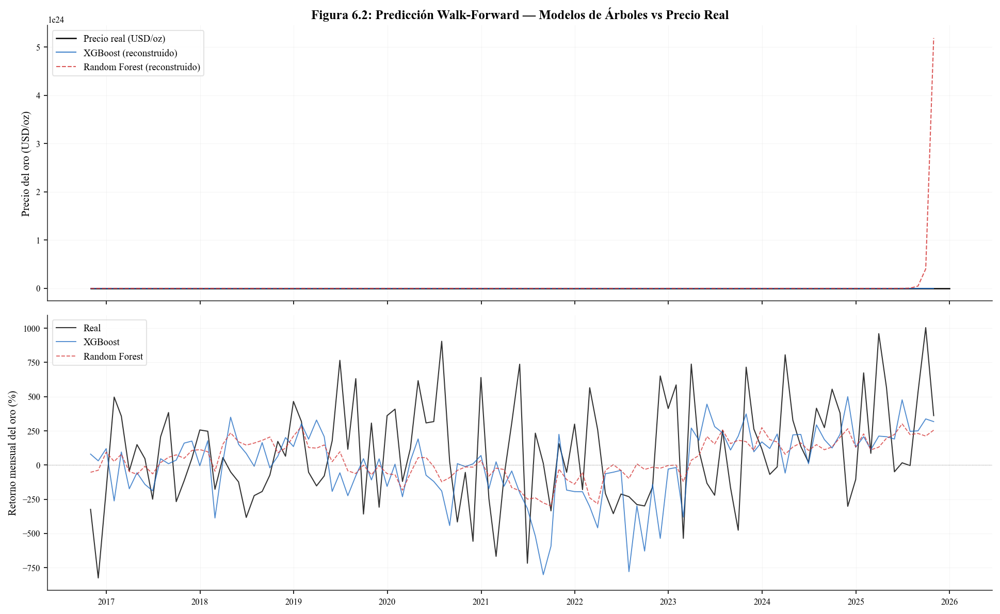 Figura 6.2: Predicción Walk-Forward — Modelos de Árboles vs Precio Real
1e24
Precio real (USD/oz)
XGBoost (reconstruido)
Random Forest (reconstruido)
5
4
3
2
1
0
Precio del oro (USD/oz)
Real
XGBoost
Random Forest
1000
750
500
250
0
−250
−500
−750
Retorno mensual del oro (%)
2017 2018 2019 2020 2021 2022 2023 2024 2025 2026